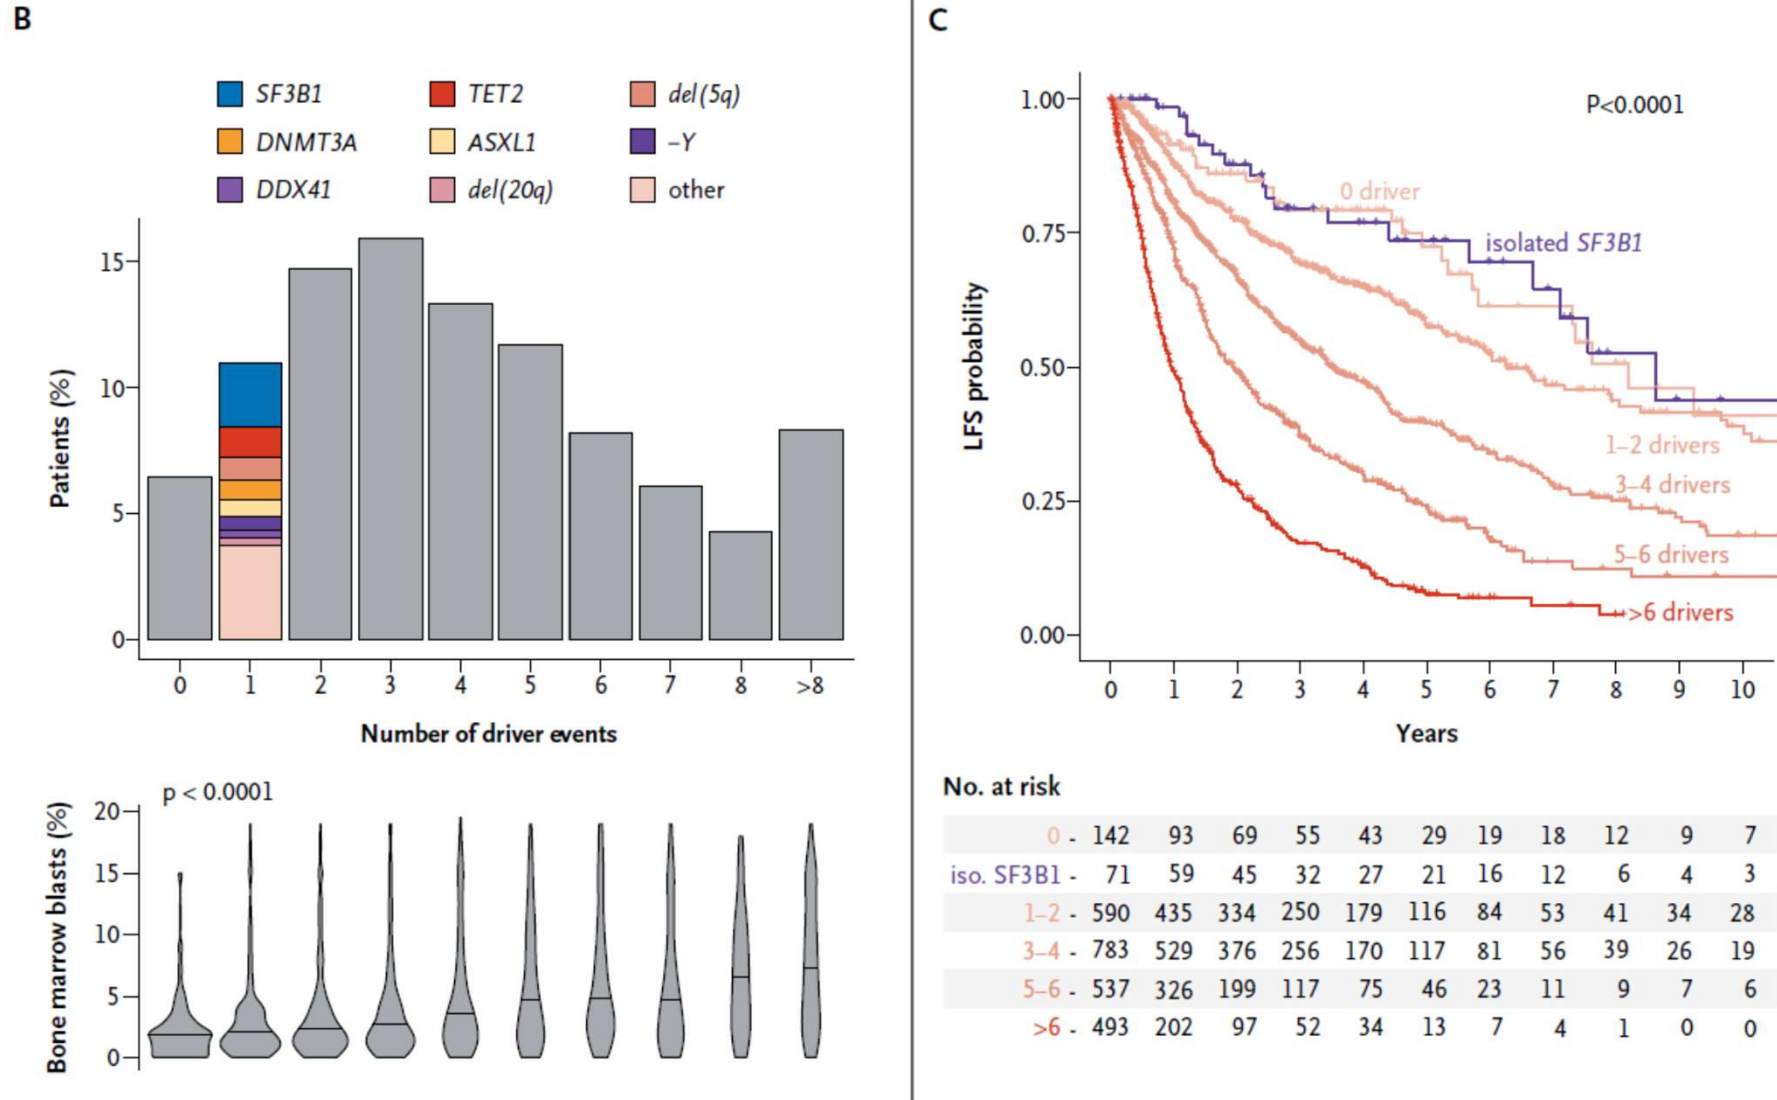 B
SF3B1 TET2 del(5q)
DNMT3A ASXL1 –Y
DDX41 del(20q) other
Patients (%)
15
10
5
0
0 1 2 3 4 5 6 7 8 >8
Number of driver events
p < 0.0001
Bone marrow blasts (%)
20
15
10
5
0
C
P<0.0001
LFS probability
1.00
0.75
0.50
0.25
0.00
0 driver
isolated SF3B1
1–2 drivers
3–4 drivers
5–6 drivers
>6 drivers
0 1 2 3 4 5 6 7 8 9 10
Years
No. at risk
0 - 142 93 69 55 43 29 19 18 12 9 7
iso. SF3B1 - 71 59 45 32 27 21 16 12 6 4 3
1–2 - 590 435 334 250 179 116 84 53 41 34 28
3–4 - 783 529 376 256 170 117 81 56 39 26 19
5–6 - 537 326 199 117 75 46 23 11 9 7 6
>6 - 493 202 97 52 34 13 7 4 1 0 0